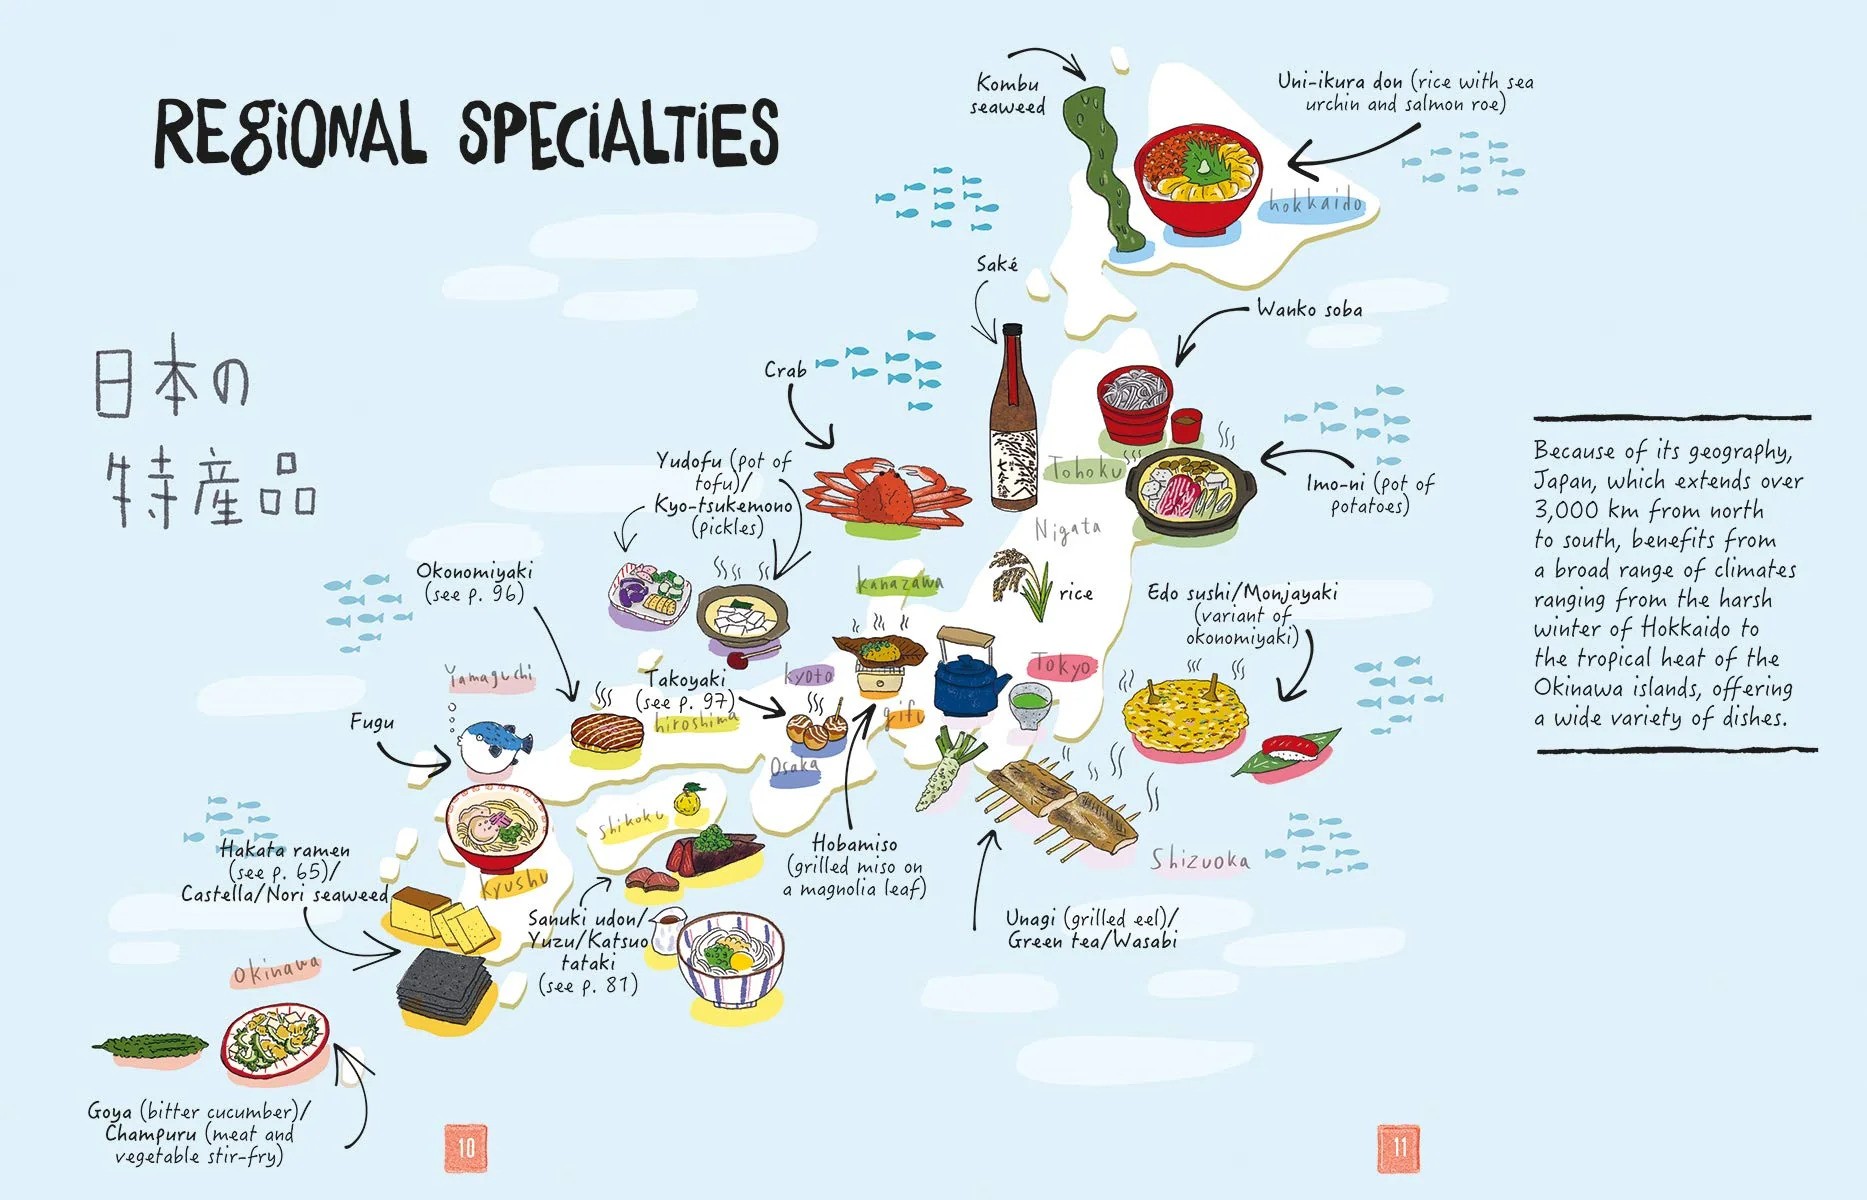 REGIONAL SPECIALTIES
日本の
特産品
Kombu
seaweed
Uni-ikura don (rice with sea
urchin and salmon roe)
hokkaido
Saké
Wanko soba
Crab
Tohoku
Imo-ni (pot of
potatoes)
Yudofu (pot of
tofu)/
Kyo-tsukemono
(pickles)
Nigata
kanazawa
rice
Okonomiyaki
(see p. 96)
Edo sushi/Monjayaki
(variant of
okonomiyaki)
Because of its geography,
Japan, which extends over
3,000 km from north
to south, benefits from
a broad range of climates
ranging from the harsh
winter of Hokkaido to
the tropical heat of the
Okinawa islands, offering
a wide variety of dishes.
Yamaguchi
Takoyaki
(see p. 97)
kyoto
Tokyo
Fugu
hiroshima
gifu
Osaka
shikoku
Hakata ramen
(see p. 65)/
Castella/Nori seaweed
kyushu
Hobamiso
(grilled miso on
a magnolia leaf)
Shizuoka
Sanuki udon/
Yuzu/Katsuo
tataki
(see p. 81)
Unagi (grilled eel)/
Green tea/Wasabi
Okinawa
Goya (bitter cucumber)/
Champuru (meat and
vegetable stir-fry)
10
11